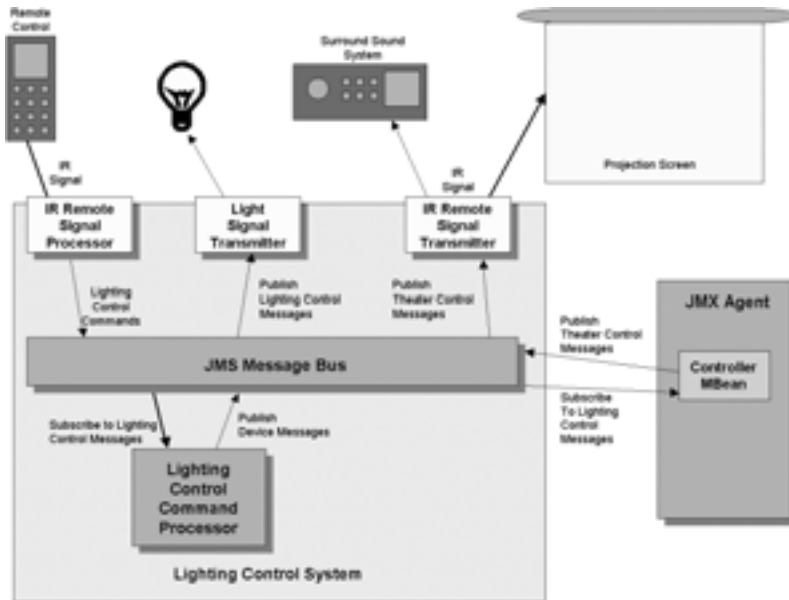 Remote
Control
Surround Sound
System
Projection Screen
IR
Signal
IR
Signal
IR Remote
Signal
Processor
Light
Signal
Transmitter
IR Remote
Signal
Transmitter
Lighting
Control
Commands
Publish
Lighting Control
Messages
Publish
Theater Control
Messages
JMX Agent
Publish
Theater Control
Messages
Controller
MBean
JMS Message Bus
Subscribe to Lighting
Control Messages
Publish
Device Messages
Subscribe
To Lighting
Control
Messages
Lighting
Control
Command
Processor
Lighting Control System